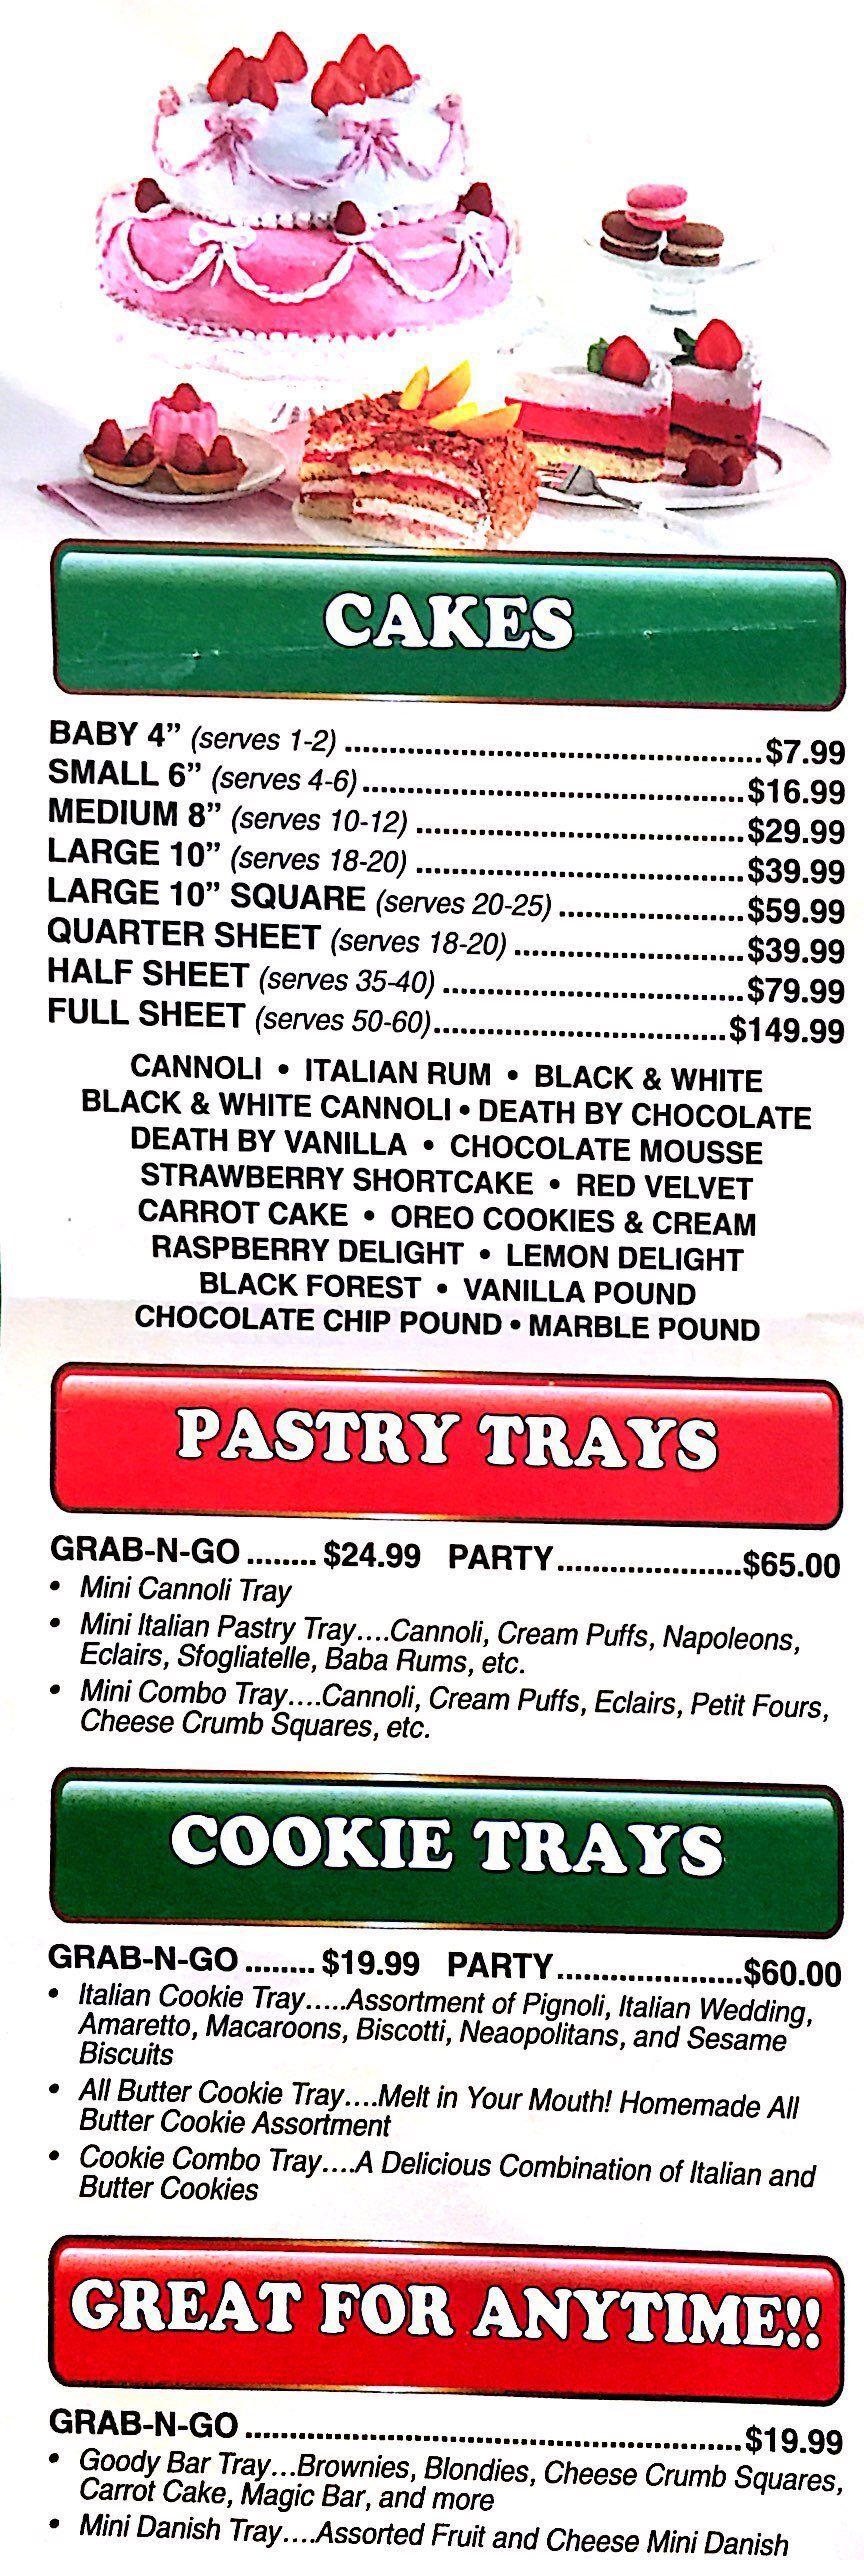 CAKES
BABY 4” (serves 1-2) ............................................... $7.99
SMALL 6” (serves 4-6) ........................................... $16.99
MEDIUM 8” (serves 10-12) ..................................... $29.99
LARGE 10” (serves 18-20) ..................................... $39.99
LARGE 10” SQUARE (serves 20-25) ..................... $59.99
QUARTER SHEET (serves 18-20) .......................... $39.99
HALF SHEET (serves 35-40) .................................. $79.99
FULL SHEET (serves 50-60)................................. $149.99
CANNOLI • ITALIAN RUM • BLACK & WHITE
BLACK & WHITE CANNOLI • DEATH BY CHOCOLATE
DEATH BY VANILLA • CHOCOLATE MOUSSE
STRAWBERRY SHORTCAKE • RED VELVET
CARROT CAKE • OREO COOKIES & CREAM
RASPBERRY DELIGHT • LEMON DELIGHT
BLACK FOREST • VANILLA POUND
CHOCOLATE CHIP POUND • MARBLE POUND
PASTRY TRAYS
GRAB-N-GO ........ $24.99 PARTY...................... $65.00
• Mini Cannoli Tray
• Mini Italian Pastry Tray....Cannoli, Cream Puffs, Napoleons,
Eclairs, Sfogliatelle, Baba Rums, etc.
• Mini Combo Tray....Cannoli, Cream Puffs, Eclairs, Petit Fours,
Cheese Crumb Squares, etc.
COOKIE TRAYS
GRAB-N-GO ........ $19.99 PARTY...................... $60.00
• Italian Cookie Tray.....Assortment of Pignoli, Italian Wedding,
Amaretto, Macaroons, Biscotti, Neaopolitans, and Sesame
Biscuits
• All Butter Cookie Tray....Melt in Your Mouth! Homemade All
Butter Cookie Assortment
• Cookie Combo Tray....A Delicious Combination of Italian and
Butter Cookies
GREAT FOR ANYTIME!!
GRAB-N-GO ....................................................... $19.99
• Goody Bar Tray...Brownies, Blondies, Cheese Crumb Squares,
Carrot Cake, Magic Bar, and more
• Mini Danish Tray....Assorted Fruit and Cheese Mini Danish